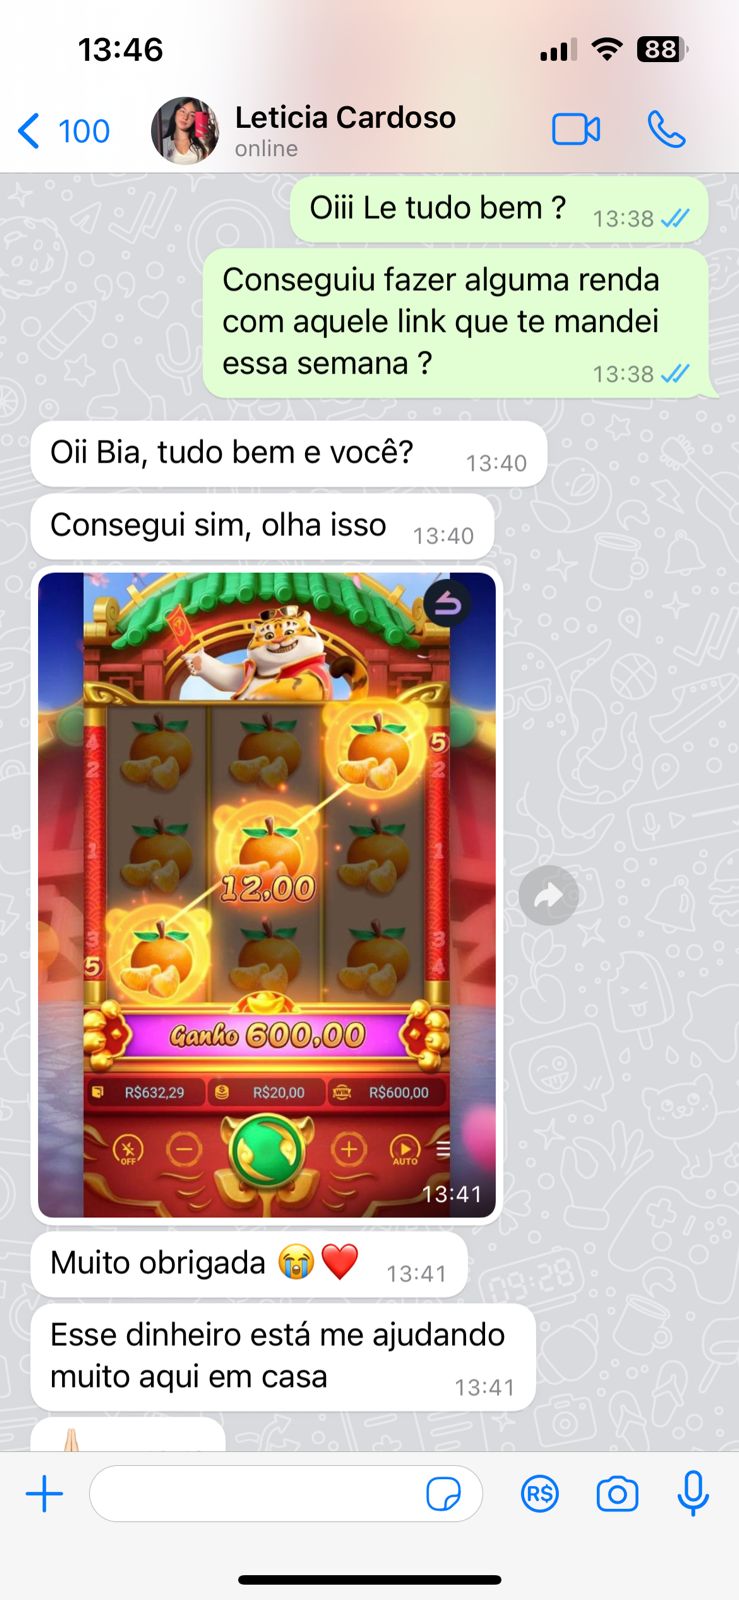 13:46
88
100
Leticia Cardoso
online
Oiii Le tudo bem ?
13:38
Conseguiu fazer alguma renda
com aquele link que te mandei
essa semana ?
13:38
Oii Bia, tudo bem e você?
13:40
Consegui sim, olha isso
13:40
4
2
5
2
1
12,00
1
3
5
3
4
Ganho 600,00
R$632,29
R$20,00
WIN
R$600,00
OFF
AUTO
13:41
Muito obrigada 😭❤️
13:41
Esse dinheiro está me ajudando
muito aqui em casa
13:41
🙏🏻
R$